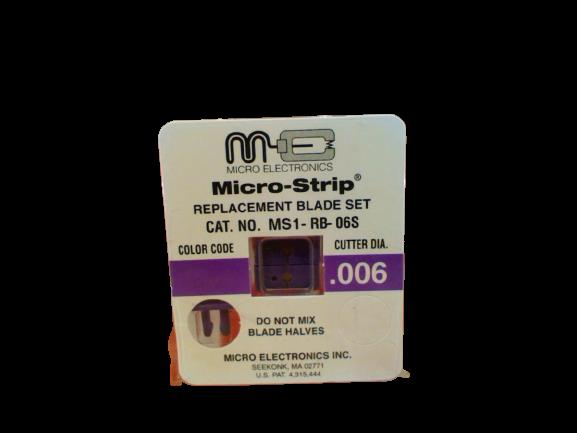 M-E
MICRO ELECTRONICS
Micro-Strip®
REPLACEMENT BLADE SET
CAT. NO. MS1-RB-06S
COLOR CODE
CUTTER DIA.
.006
DO NOT MIX
BLADE HALVES
MICRO ELECTRONICS INC.
SEEKONK, MA 02771
U.S. PAT. 4,315,444